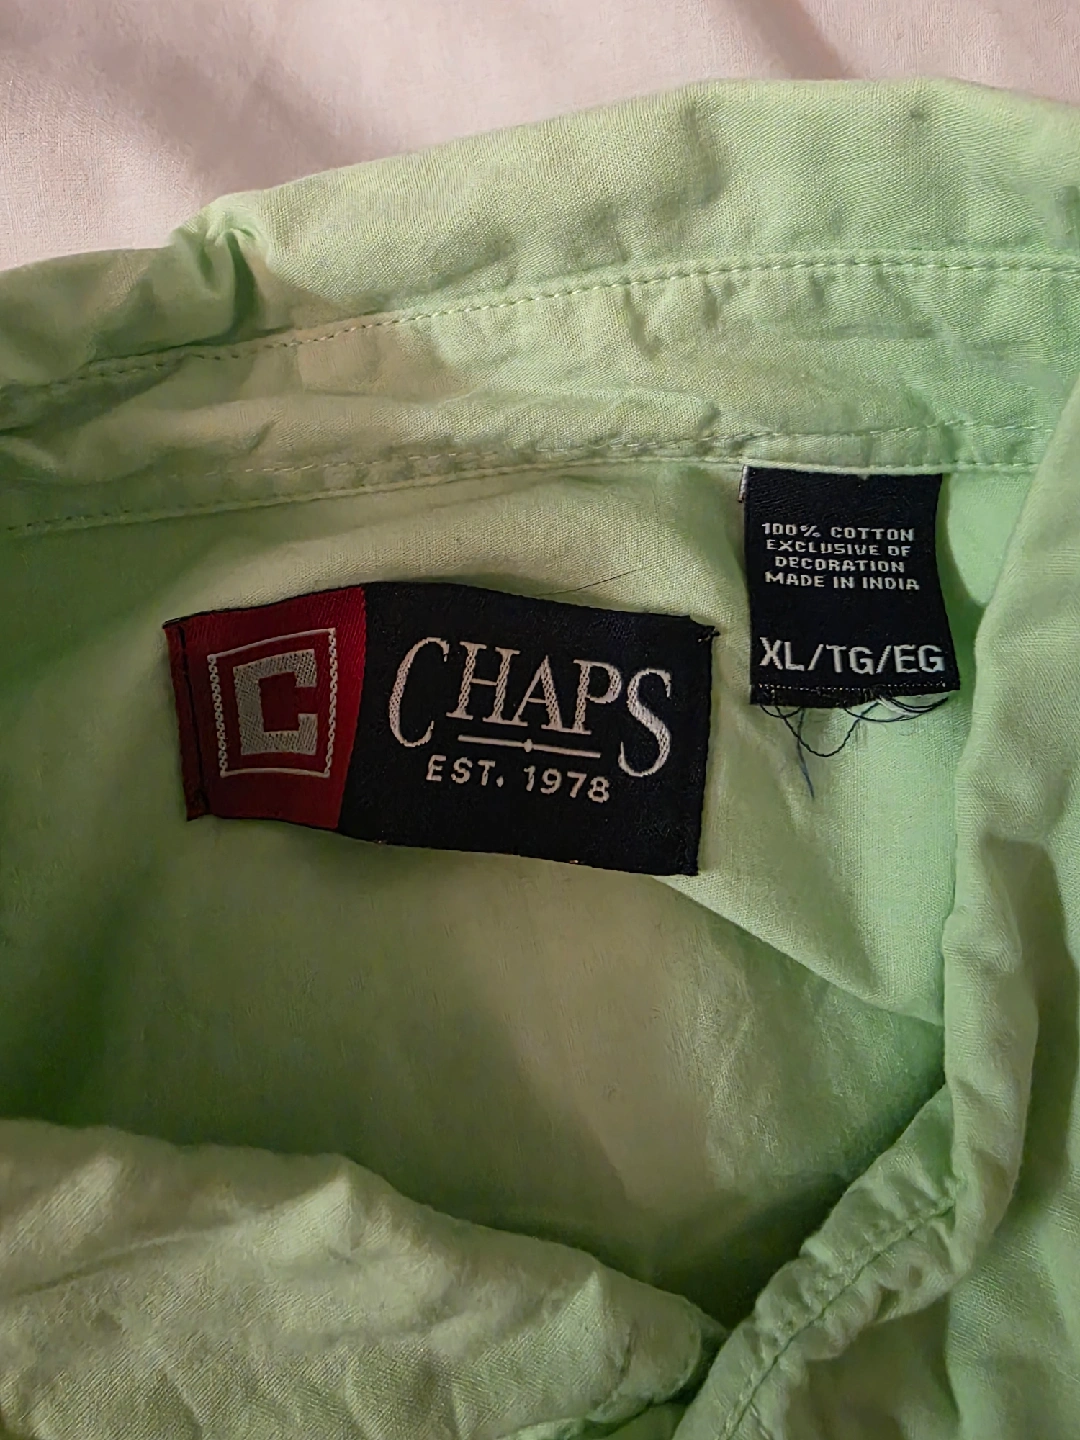 100% COTTON
EXCLUSIVE OF
DECORATION
MADE IN INDIA
XL/TG/EG
C
CHAPS
EST. 1978